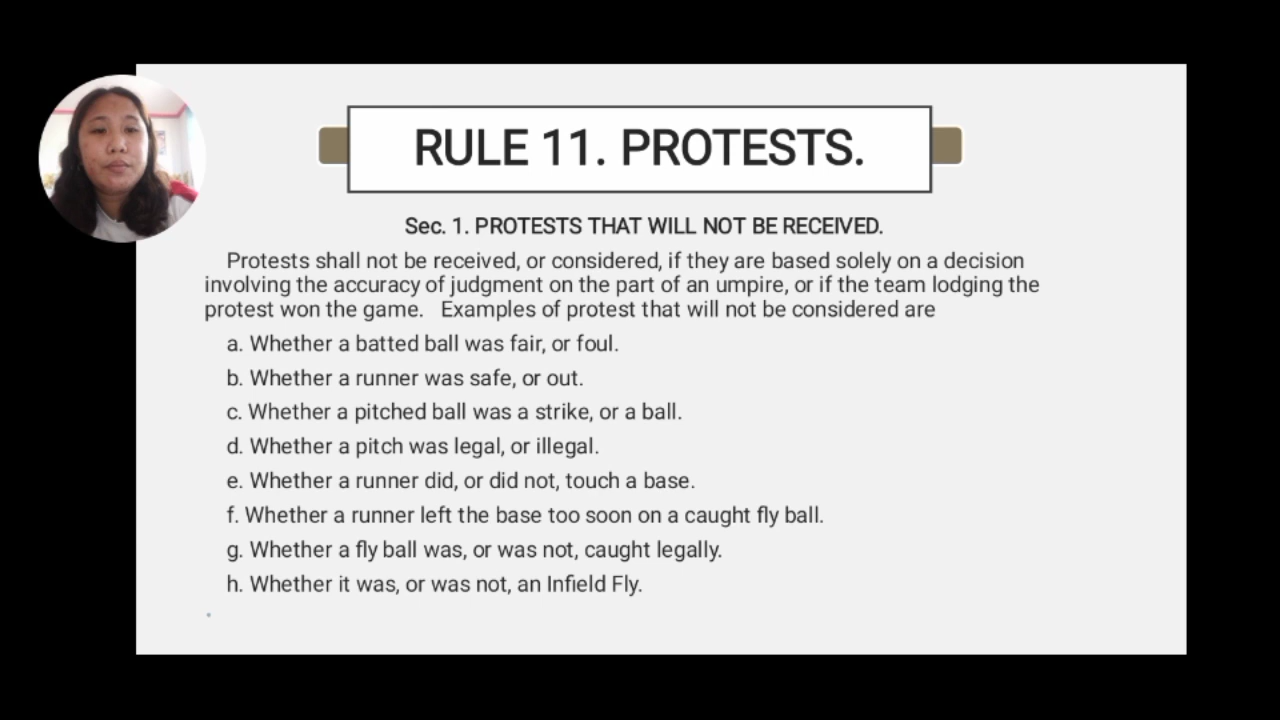 RULE 11. PROTESTS.
Sec. 1. PROTESTS THAT WILL NOT BE RECEIVED.
Protests shall not be received, or considered, if they are based solely on a decision
involving the accuracy of judgment on the part of an umpire, or if the team lodging the
protest won the game. Examples of protest that will not be considered are
a. Whether a batted ball was fair, or foul.
b. Whether a runner was safe, or out.
c. Whether a pitched ball was a strike, or a ball.
d. Whether a pitch was legal, or illegal.
e. Whether a runner did, or did not, touch a base.
f. Whether a runner left the base too soon on a caught fly ball.
g. Whether a fly ball was, or was not, caught legally.
h. Whether it was, or was not, an Infield Fly.